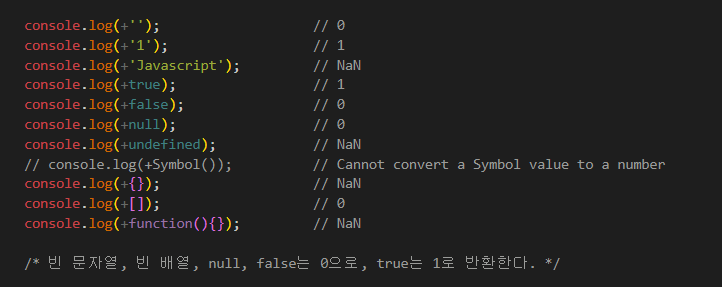 console.log(+''); // 0
console.log(+'1'); // 1
console.log(+'Javascript'); // NaN
console.log(+true); // 1
console.log(+false); // 0
console.log(+null); // 0
console.log(+undefined); // NaN
// console.log(+Symbol()); // Cannot convert a Symbol value to a number
console.log(+{}); // NaN
console.log(+[]); // 0
console.log(+function(){}); // NaN
/* 빈 문자열, 빈 배열, null, false는 0으로, true는 1로 반환한다. */